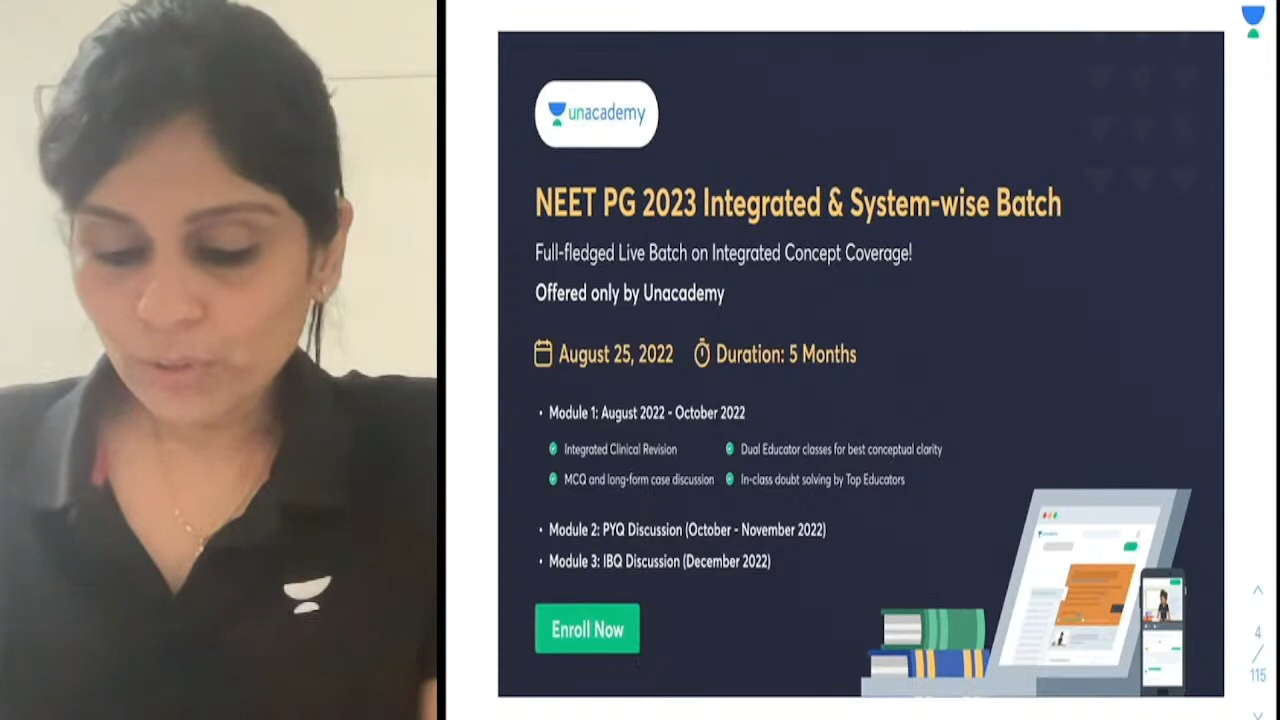 unacademy
NEET PG 2023 Integrated & System-wise Batch
Full-fledged Live Batch on Integrated Concept Coverage!
Offered only by Unacademy
August 25, 2022 Duration: 5 Months
• Module 1: August 2022 - October 2022
Integrated Clinical Revision Dual Educator classes for best conceptual clarity
MCQ and long-form case discussion In-class doubt solving by Top Educators
• Module 2: PYQ Discussion (October - November 2022)
• Module 3: IBQ Discussion (December 2022)
Enroll Now
4
/
115